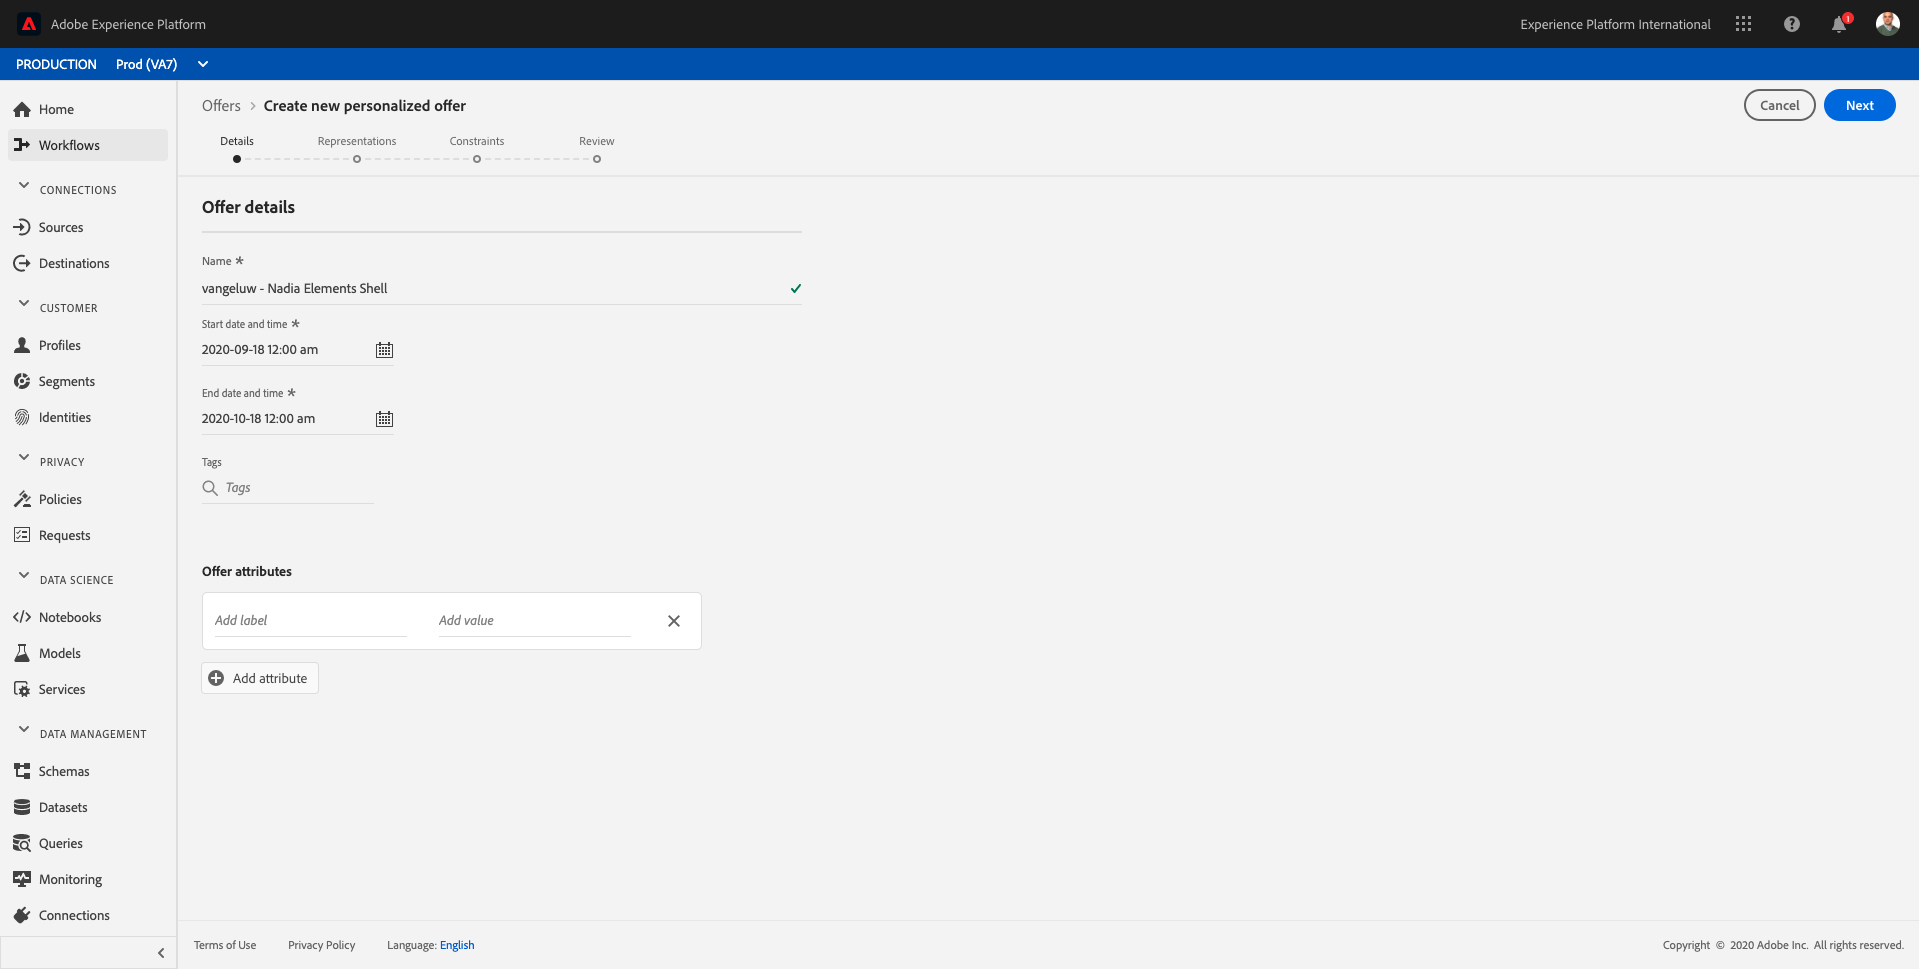 Adobe Experience Platform
Experience Platform International
1
PRODUCTION Prod (VA7)
Home
Workflows
CONNECTIONS
Sources
Destinations
CUSTOMER
Profiles
Segments
Identities
PRIVACY
Policies
Requests
DATA SCIENCE
Notebooks
Models
Services
DATA MANAGEMENT
Schemas
Datasets
Queries
Monitoring
Connections
Offers > Create new personalized offer
Cancel
Next
Details Representations Constraints Review
Offer details
Name *
vangeluw - Nadia Elements Shell
Start date and time *
2020-09-18 12:00 am
End date and time *
2020-10-18 12:00 am
Tags
Tags
Offer attributes
Add label Add value
Add attribute
Terms of Use Privacy Policy Language: English
Copyright © 2020 Adobe Inc. All rights reserved.